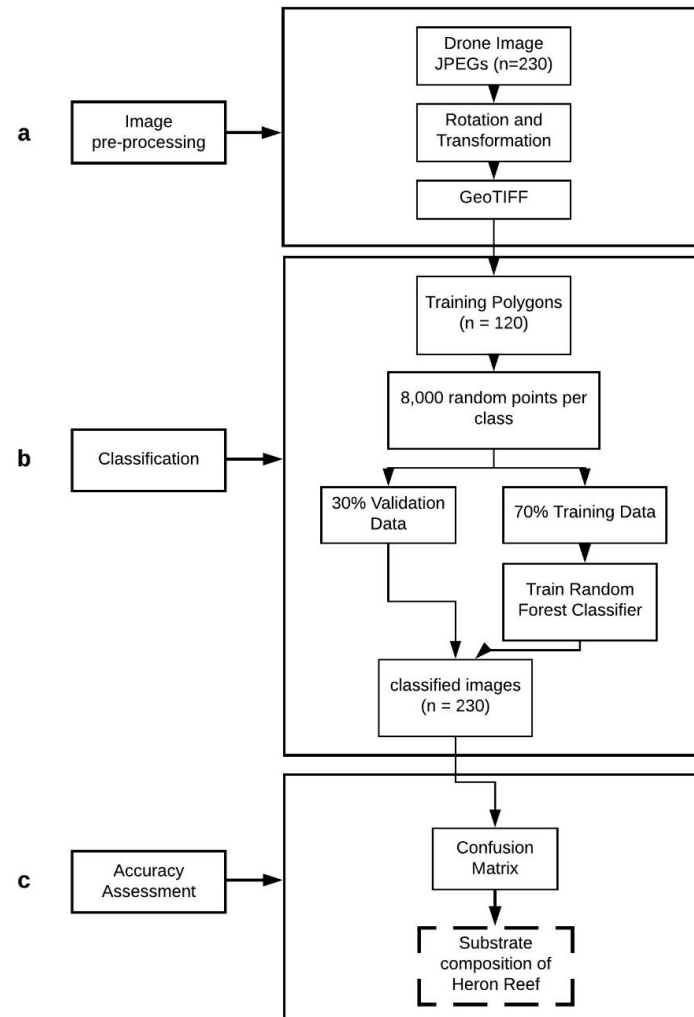 a
Image
pre-processing
Drone Image
JPEGs (n=230)
Rotation and
Transformation
GeoTIFF
b
Classification
Training Polygons
(n = 120)
8,000 random points per
class
30% Validation
Data
70% Training Data
Train Random
Forest Classifier
classified images
(n = 230)
c
Accuracy
Assessment
Confusion
Matrix
Substrate
composition of
Heron Reef